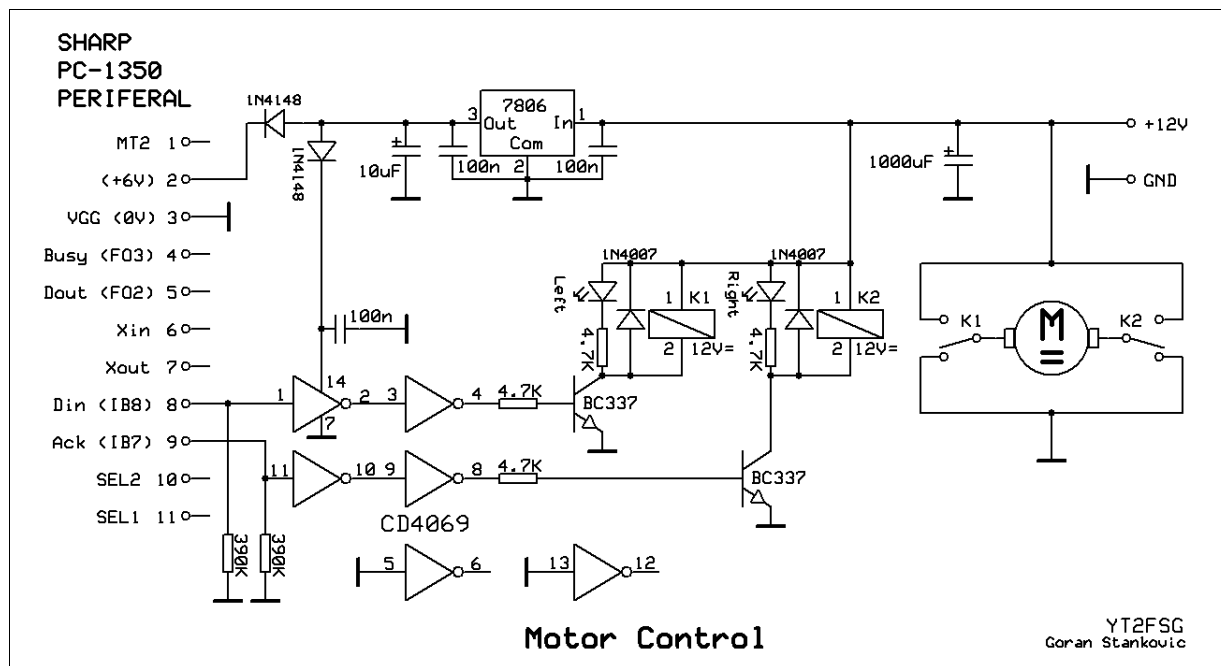 SHARP
PC-1350
PERIFERAL
1N4148
7806
3 Out In 1
Com
2
+12V
MT2 1
1N4148
10uF
100n
100n
1000uF
(+6V) 2
GND
VGG (0V) 3
Busy (FO3) 4
1N4007
1N4007
Dout (FO2) 5
Left
1 K1
Right
1 K2
Xin 6
100n
4.7K
2 12V=
4.7K
2 12V=
K1
M
K2
Xout 7
Din (IB8) 8
1
14
7
2
3
4
4.7K
BC337
Ack (IB7) 9
SEL2 10
11
10
9
8
4.7K
BC337
SEL1 11
CD4069
390K
390K
5
6
13
12
Motor Control
YT2FSG
Goran Stankovic